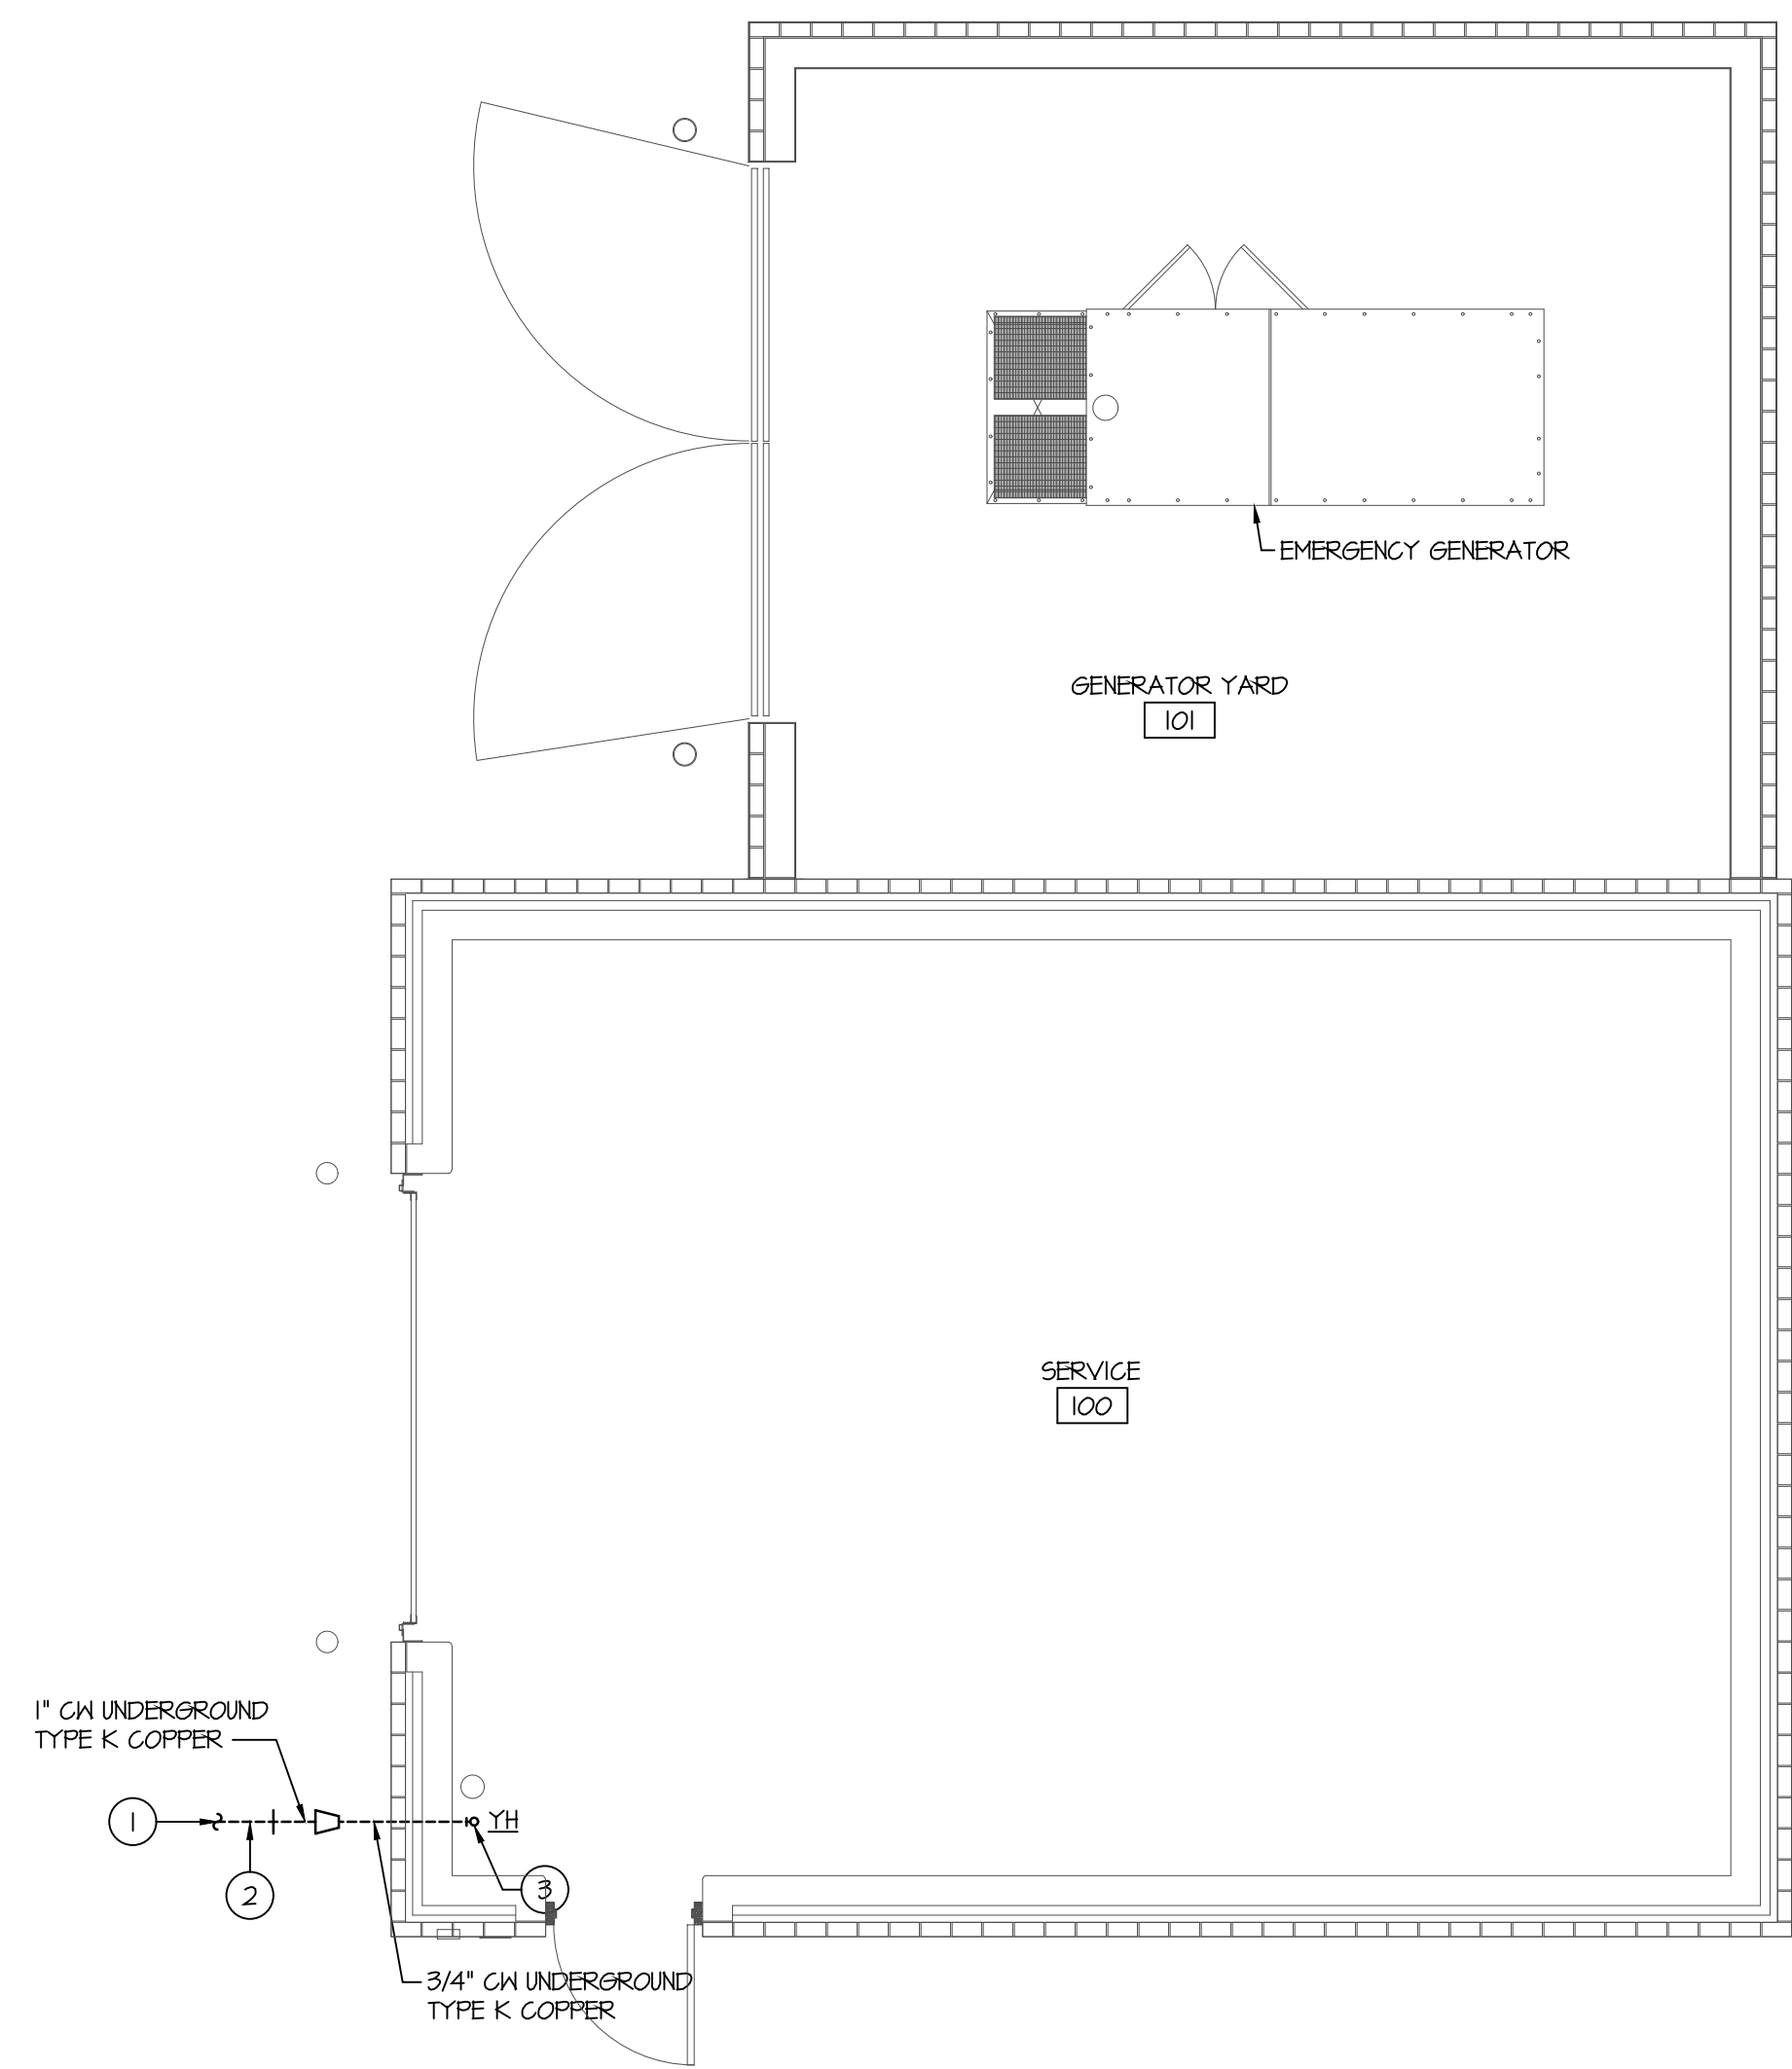 EMERGENCY GENERATOR
GENERATOR YARD
101
SERVICE
100
1" CW UNDERGROUND
TYPE K COPPER
1
YH
2
3
3/4" CW UNDERGROUND
TYPE K COPPER